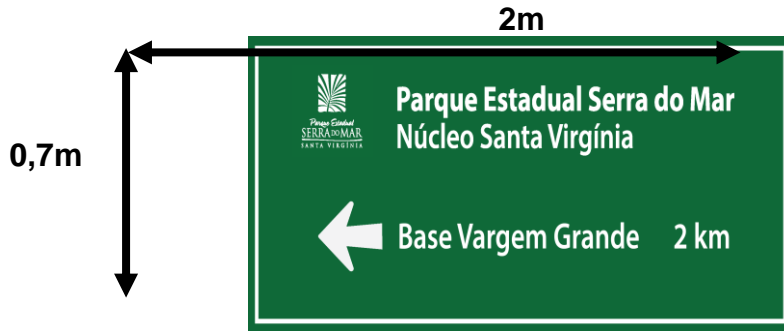 2m
0,7m
Parque Estadual
SERRA DO MAR
SANTA VIRGÍNIA
Parque Estadual Serra do Mar
Núcleo Santa Virgínia
Base Vargem Grande 2 km